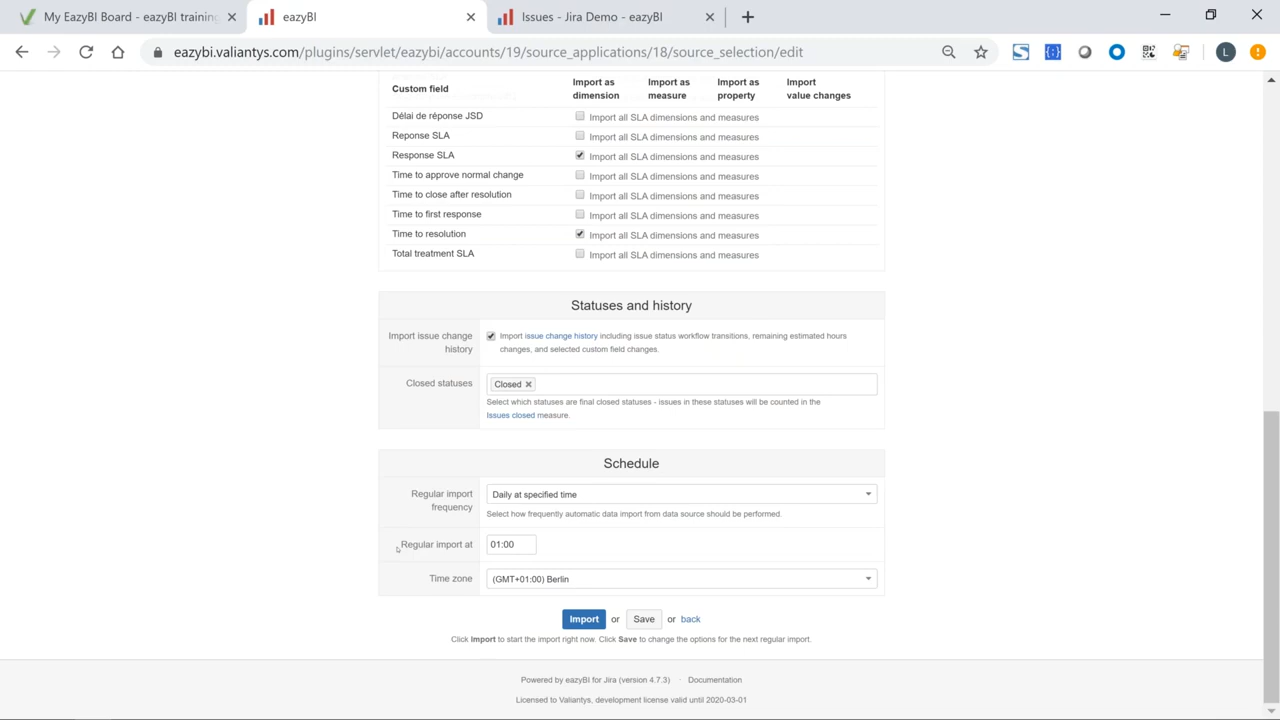 My EazyBI Board - eazyBI training
eazyBI
Issues - Jira Demo - eazyBI
eazybi.valiantys.com/plugins/servlet/eazybi/accounts/19/source_applications/18/source_selection/edit
L
Custom field
Import as dimension
Import as measure
Import as property
Import value changes
Délai de réponse JSD Import all SLA dimensions and measures
Reponse SLA Import all SLA dimensions and measures
Response SLA Import all SLA dimensions and measures
Time to approve normal change Import all SLA dimensions and measures
Time to close after resolution Import all SLA dimensions and measures
Time to first response Import all SLA dimensions and measures
Time to resolution Import all SLA dimensions and measures
Total treatment SLA Import all SLA dimensions and measures
Statuses and history
Import issue change history
Import issue change history including issue status workflow transitions, remaining estimated hours
changes, and selected custom field changes.
Closed statuses
Closed
Select which statuses are final closed statuses - issues in these statuses will be counted in the
Issues closed measure.
Schedule
Regular import frequency
Daily at specified time
Select how frequently automatic data import from data source should be performed.
Regular import at 01:00
Time zone (GMT+01:00) Berlin
Import or Save or back
Click Import to start the import right now. Click Save to change the options for the next regular import.
Powered by eazyBI for Jira (version 4.7.3) · Documentation
Licensed to Valiantys, development license valid until 2020-03-01